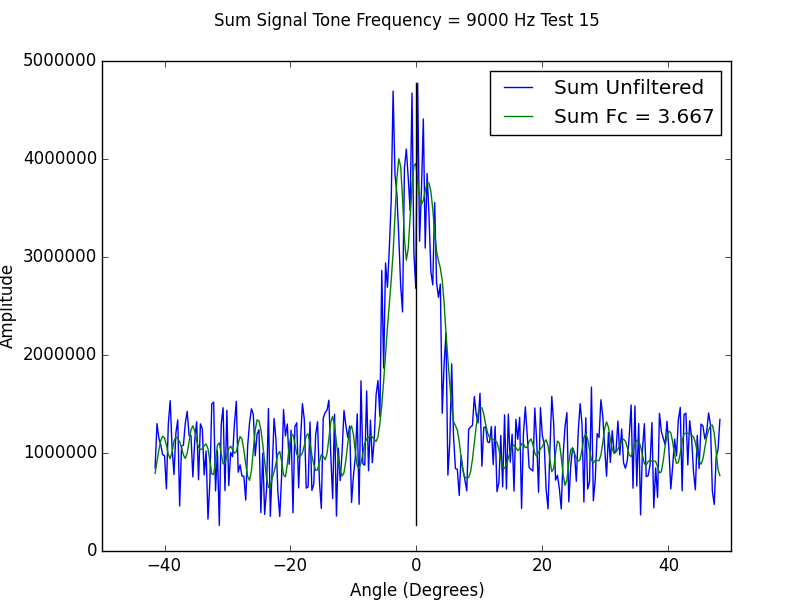 Sum Signal Tone Frequency = 9000 Hz Test 15
Sum Unfiltered
Sum Fc = 3.667
5000000
4000000
3000000
2000000
1000000
0
Amplitude
−40
−20
0
20
40
Angle (Degrees)